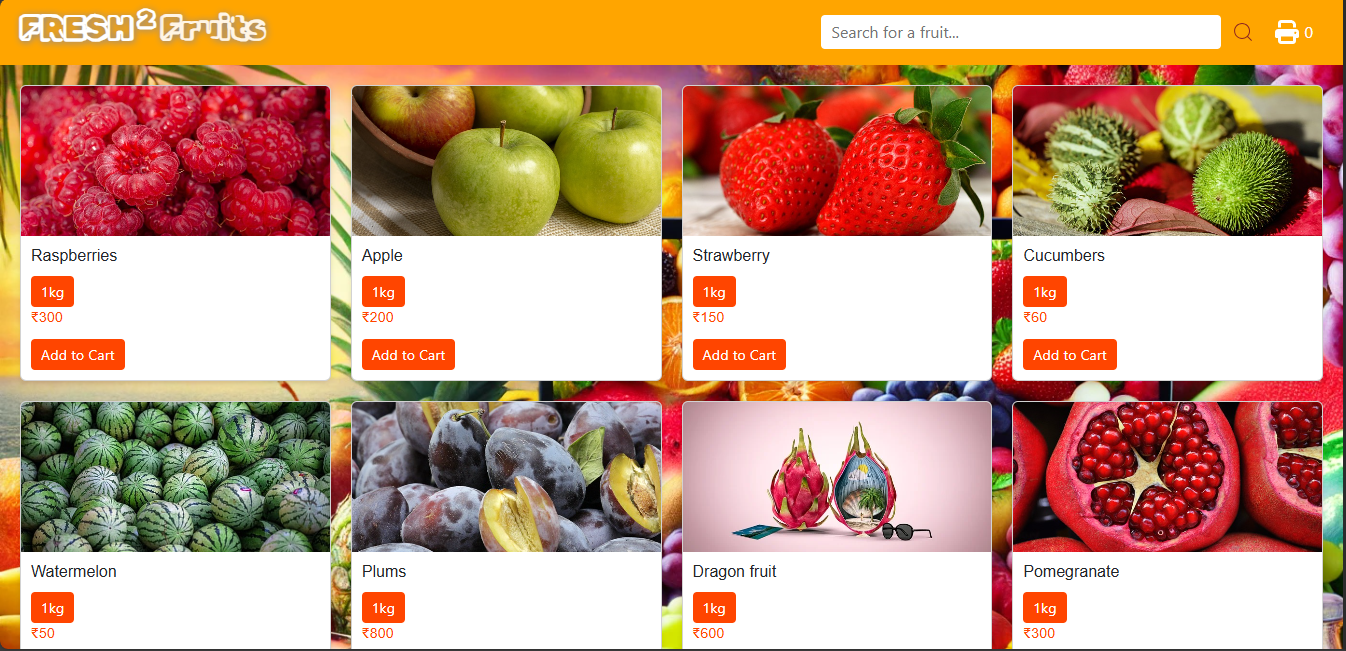 FRESH² Fruits
Search for a fruit...
0
Raspberries
1kg
₹300
Add to Cart
Apple
1kg
₹200
Add to Cart
Strawberry
1kg
₹150
Add to Cart
Cucumbers
1kg
₹60
Add to Cart
Watermelon
1kg
₹50
Plums
1kg
₹800
Dragon fruit
1kg
₹600
Pomegranate
1kg
₹300